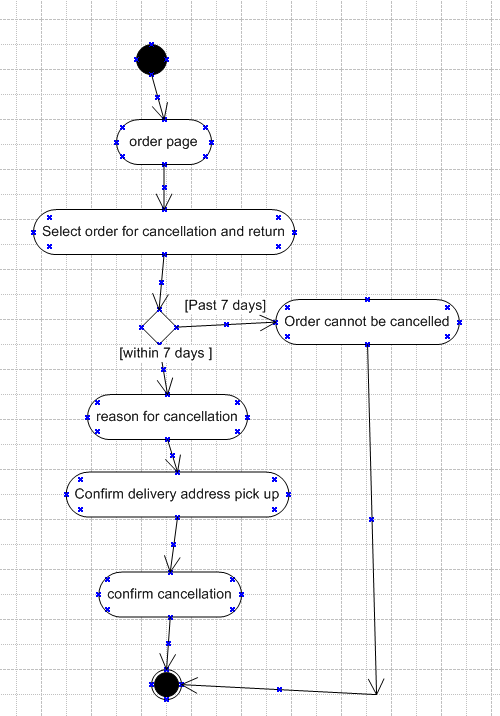 order page
Select order for cancellation and return
[Past 7 days]
Order cannot be cancelled
[within 7 days ]
reason for cancellation
Confirm delivery address pick up
confirm cancellation